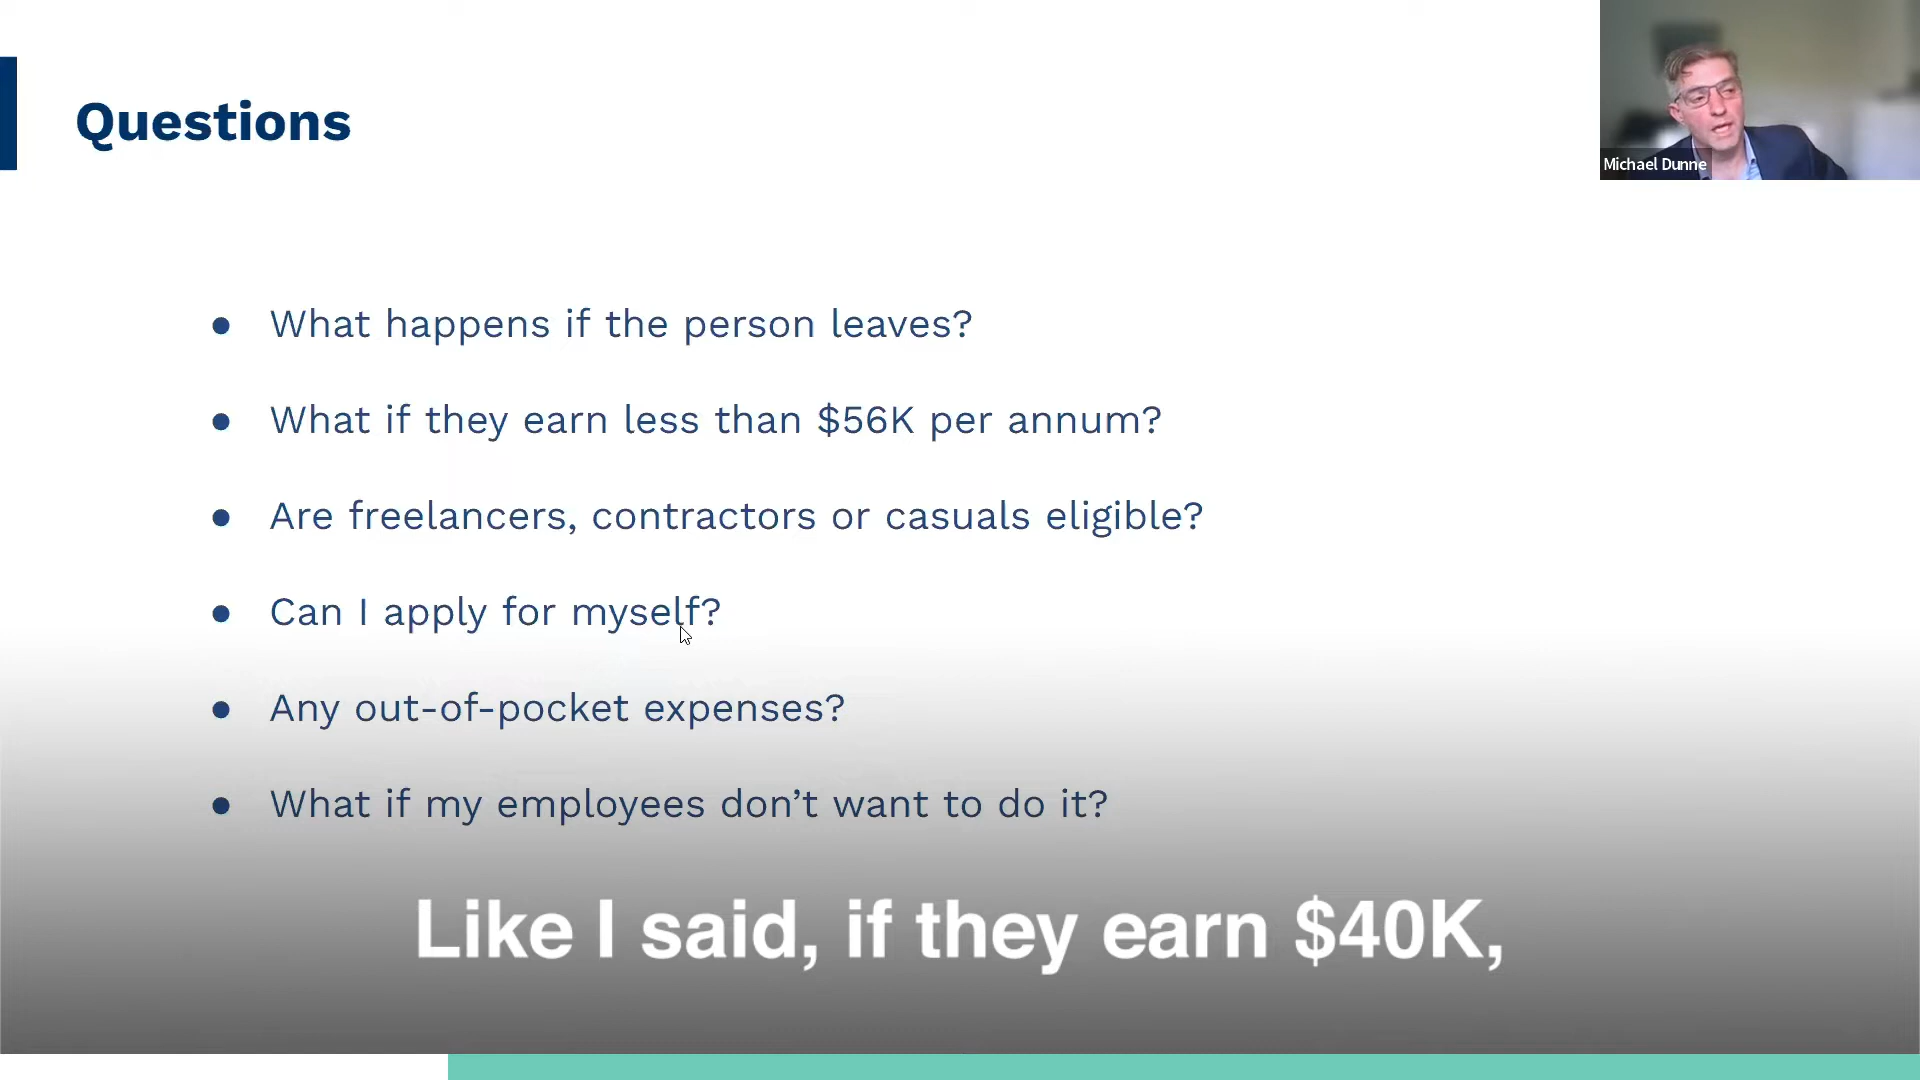 Questions
Michael Dunne
● What happens if the person leaves?
● What if they earn less than $56K per annum?
● Are freelancers, contractors or casuals eligible?
● Can I apply for myself?
● Any out-of-pocket expenses?
● What if my employees don’t want to do it?
Like I said, if they earn $40K,